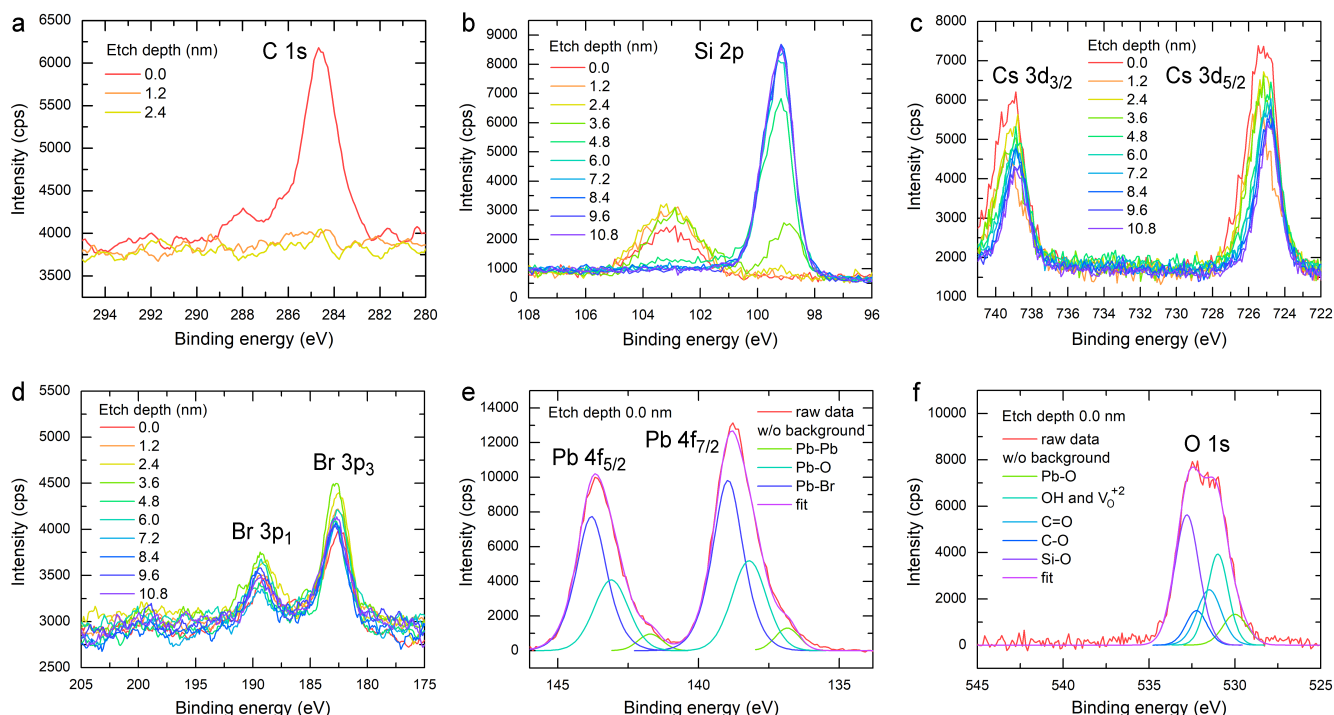 a
C 1s
Etch depth (nm)
0.0
1.2
2.4
6500
6000
5500
5000
4500
4000
3500
Intensity (cps)
294 292 290 288 286 284 282 280
Binding energy (eV)
b
Si 2p
Etch depth (nm)
0.0
1.2
2.4
3.6
4.8
6.0
7.2
8.4
9.6
10.8
10000
9000
8000
7000
6000
5000
4000
3000
2000
1000
0
Intensity (cps)
108 106 104 102 100 98 96
Binding energy (eV)
c
Cs 3d3/2
Cs 3d5/2
Etch depth (nm)
0.0
1.2
2.4
3.6
4.8
6.0
7.2
8.4
9.6
10.8
8000
7000
6000
5000
4000
3000
2000
1000
Intensity (cps)
740 738 736 734 732 730 728 726 724 722
Binding energy (eV)
d
Br 3p1
Br 3p3
Etch depth (nm)
0.0
1.2
2.4
3.6
4.8
6.0
7.2
8.4
9.6
10.8
5500
5000
4500
4000
3500
3000
2500
Intensity (cps)
205 200 195 190 185 180 175
Binding energy (eV)
e
Etch depth 0.0 nm
Pb 4f5/2
Pb 4f7/2
raw data
w/o background
Pb-Pb
Pb-O
Pb-Br
fit
14000
12000
10000
8000
6000
4000
2000
0
Intensity (cps)
145 140 135
Binding energy (eV)
f
Etch depth 0.0 nm
O 1s
raw data
w/o background
Pb-O
OH and VO+2
C=O
C-O
Si-O
fit
10000
8000
6000
4000
2000
0
Intensity (cps)
545 540 535 530 525
Binding energy (eV)